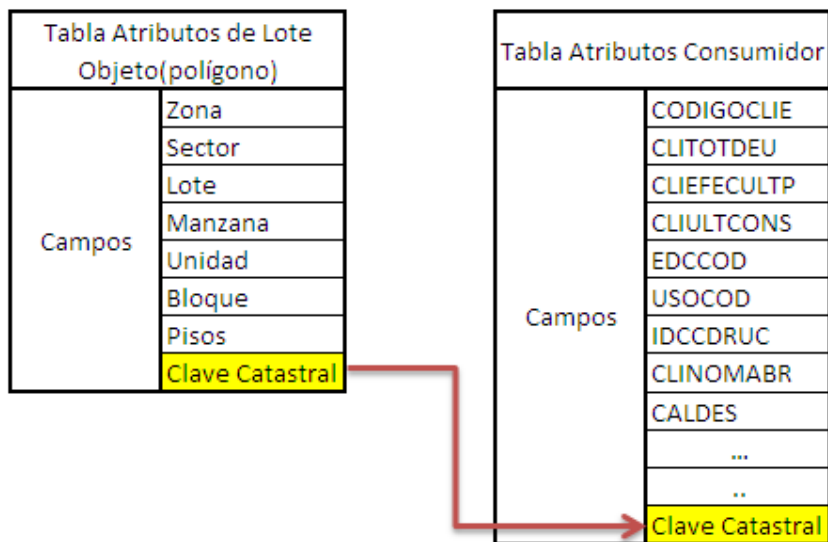 Tabla Atributos de Lote
Objeto(polígono)
Campos
Zona
Sector
Lote
Manzana
Unidad
Bloque
Pisos
Clave Catastral
Tabla Atributos Consumidor
Campos
CODIGOCLIE
CLITOTDEU
CLIEFECULTP
CLIULTCONS
EDCCOD
USOCOD
IDCCDRUC
CLINOMABR
CALDES
...
..
Clave Catastral